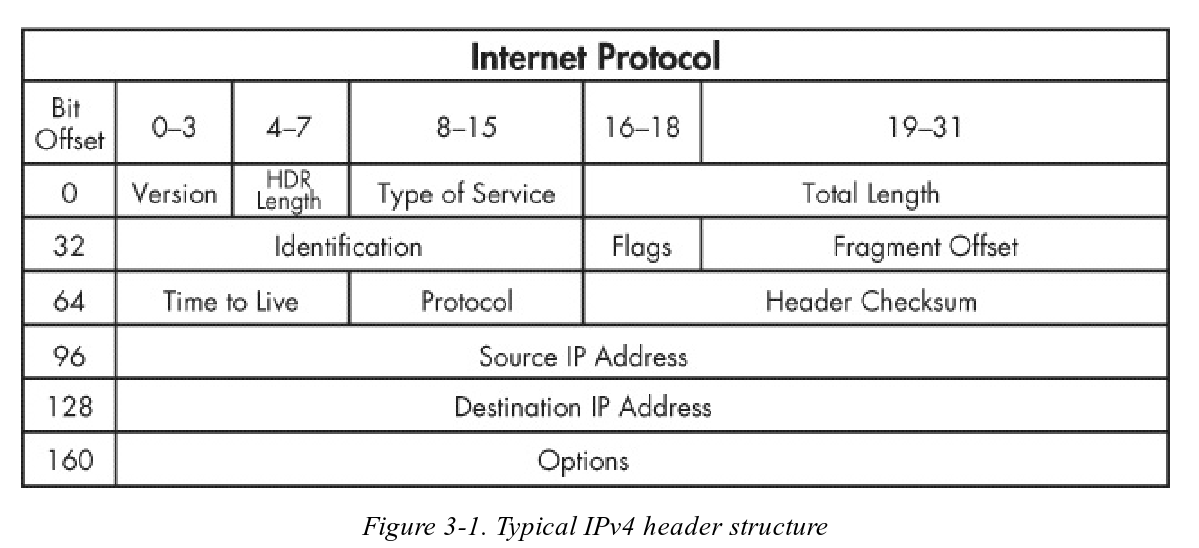 Internet Protocol
Bit
Offset
0–3
4–7
8–15
16–18
19–31
0
Version
HDR
Length
Type of Service
Total Length
32
Identification
Flags
Fragment Offset
64
Time to Live
Protocol
Header Checksum
96
Source IP Address
128
Destination IP Address
160
Options
Figure 3-1. Typical IPv4 header structure